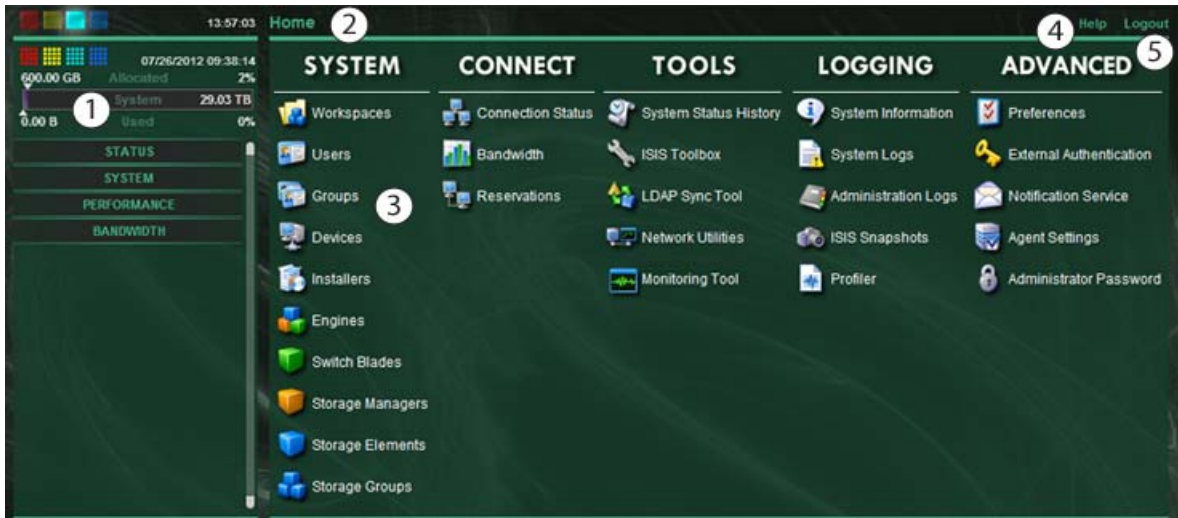 13:57:03
07/26/2012 09:38:14
600.00 GB Allocated 2%
1 System 29.03 TB
0.00 B Used 0%
STATUS
SYSTEM
PERFORMANCE
BANDWIDTH
Home 2 4 Help Logout
5
SYSTEM
Workspaces
Users
Groups 3
Devices
Installers
Engines
Switch Blades
Storage Managers
Storage Elements
Storage Groups
CONNECT
Connection Status
Bandwidth
Reservations
TOOLS
System Status History
ISIS Toolbox
LDAP Sync Tool
Network Utilities
Monitoring Tool
LOGGING
System Information
System Logs
Administration Logs
ISIS Snapshots
Profiler
ADVANCED
Preferences
External Authentication
Notification Service
Agent Settings
Administrator Password